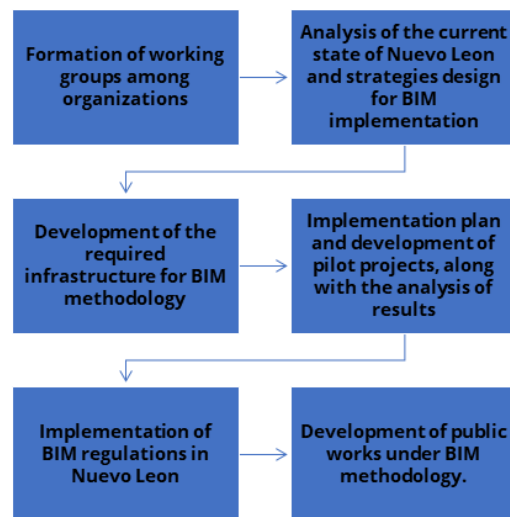 Formation of working
groups among
organizations
Analysis of the current
state of Nuevo Leon
and strategies design
for BIM
implementation
Development of the
required
infrastructure for BIM
methodology
Implementation plan
and development of
pilot projects, along
with the analysis of
results
Implementation of
BIM regulations in
Nuevo Leon
Development of public
works under BIM
methodology.